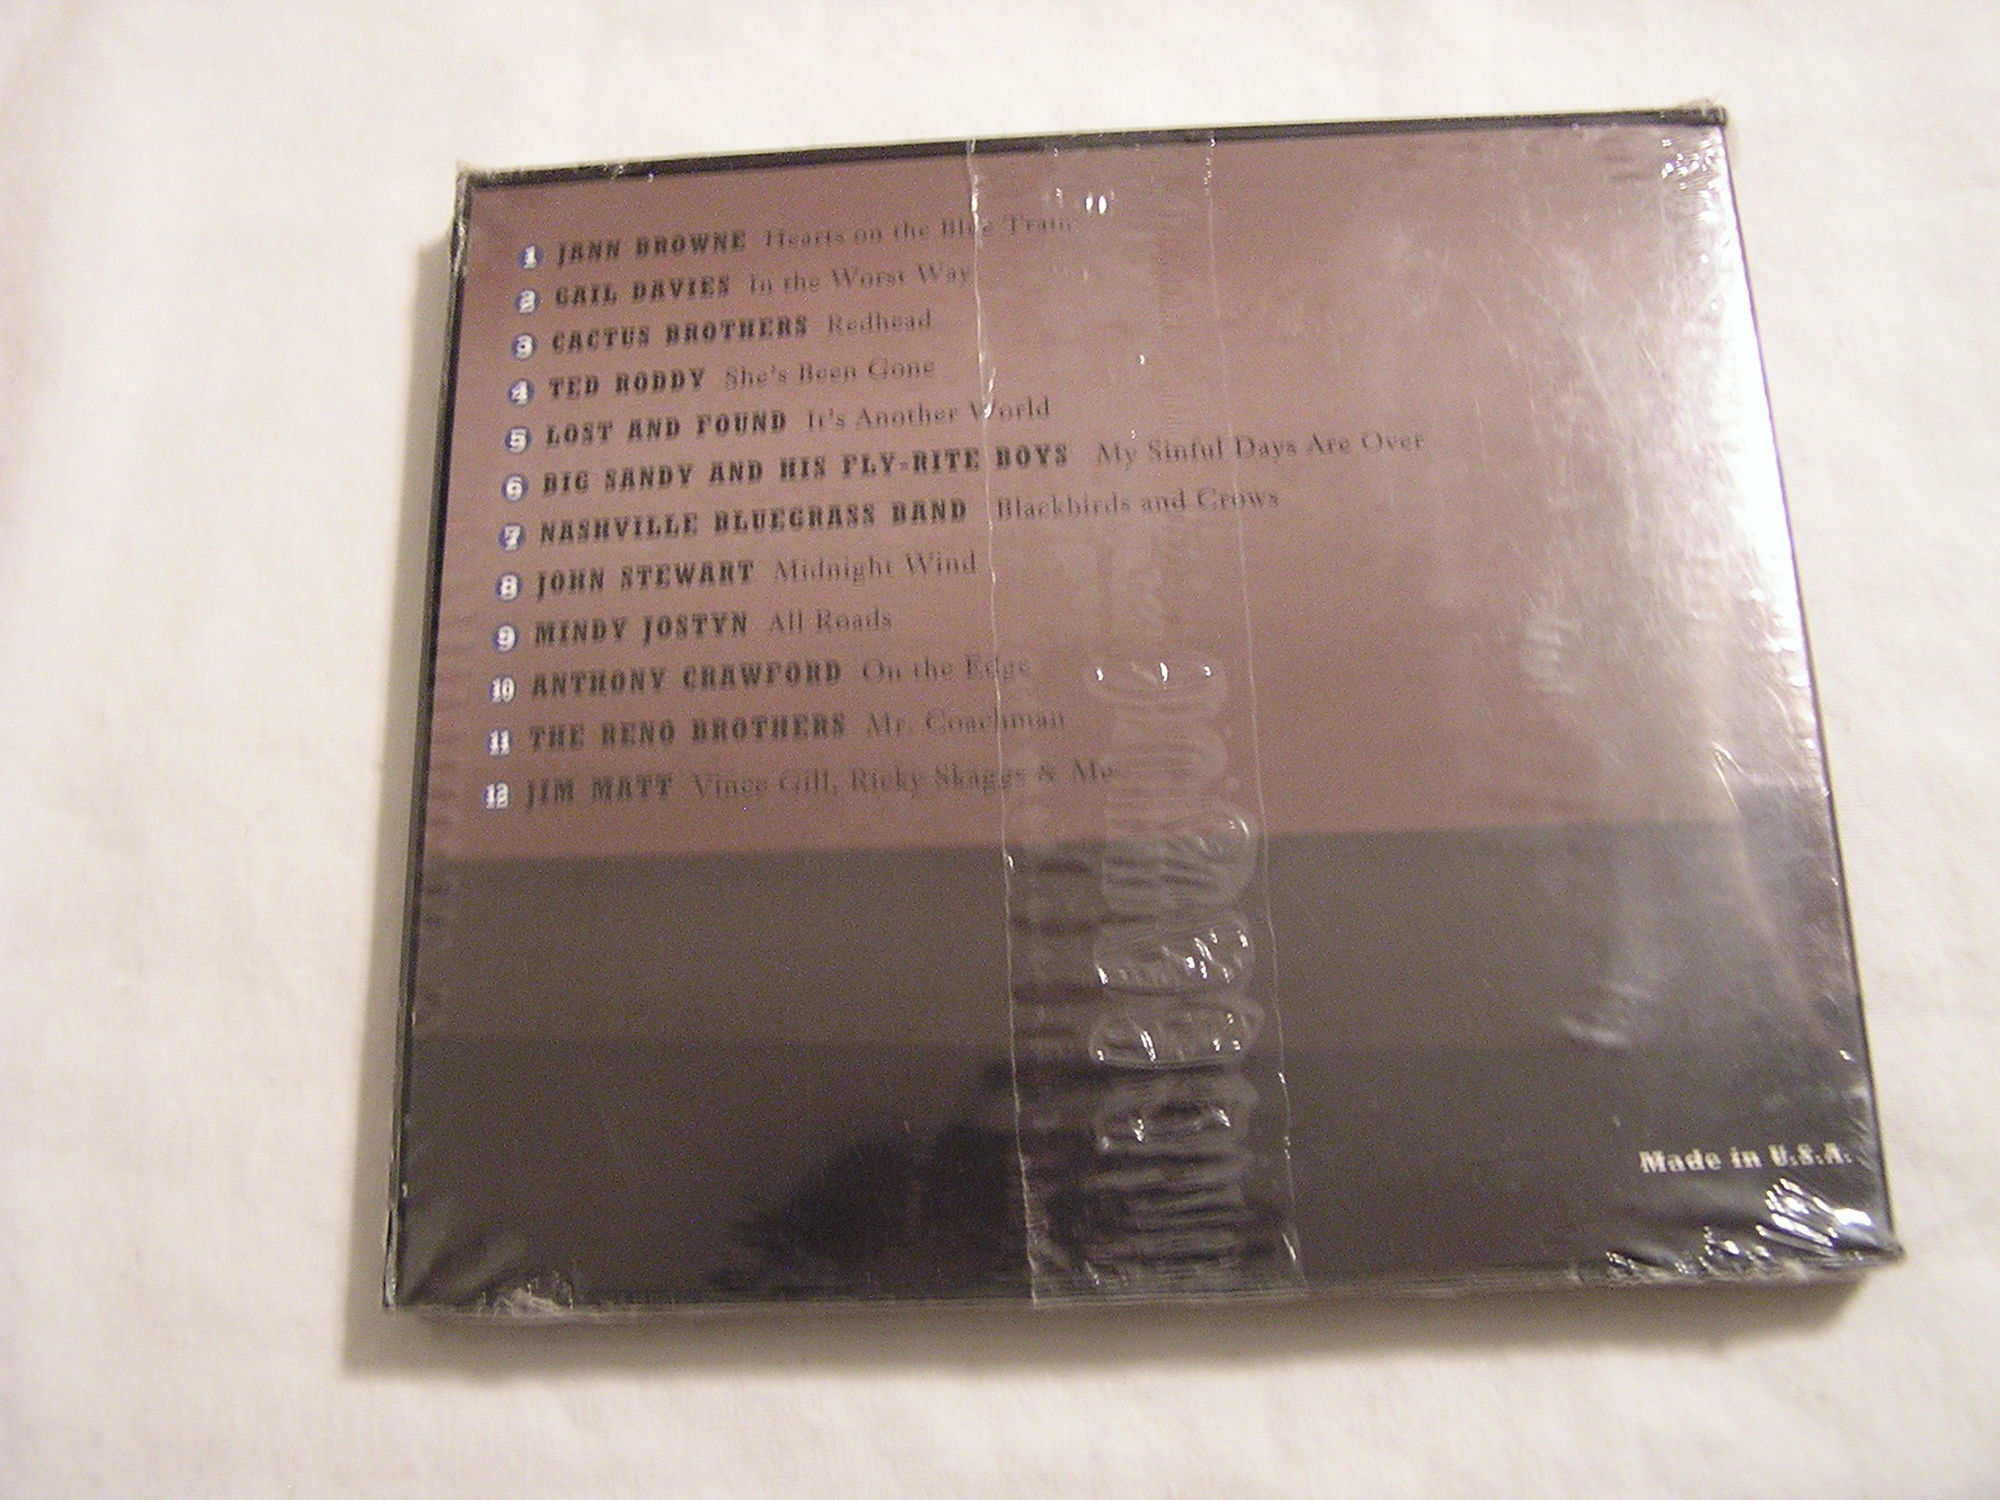 1 JANN BROWNE Hearts on the Blue Train
2 GAIL DAVIES In the Worst Way
3 CACTUS BROTHERS Redhead
4 TED RODDY She's Been Gone
5 LOST AND FOUND It's Another World
6 BIG SANDY AND HIS FLY-RITE BOYS My Sinful Days Are Over
7 NASHVILLE BLUEGRASS BAND Blackbirds and Crows
8 JOHN STEWART Midnight Wind
9 MINDY JOSTYN All Roads
10 ANTHONY CRAWFORD On the Edge
11 THE RENO BROTHERS Mr. Coachman
12 JIM MATT Vince Gill, Ricky Skaggs & Me
Made in U.S.A.